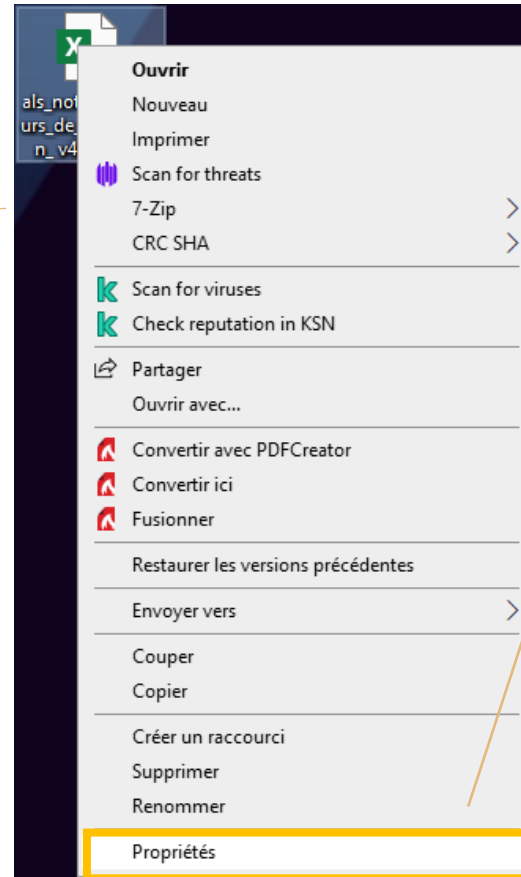 als_not
urs_de_
n_ v4
Ouvrir
Nouveau
Imprimer
Scan for threats
7-Zip
CRC SHA
Scan for viruses
Check reputation in KSN
Partager
Ouvrir avec...
Convertir avec PDFCreator
Convertir ici
Fusionner
Restaurer les versions précédentes
Envoyer vers
Couper
Copier
Créer un raccourci
Supprimer
Renommer
Propriétés